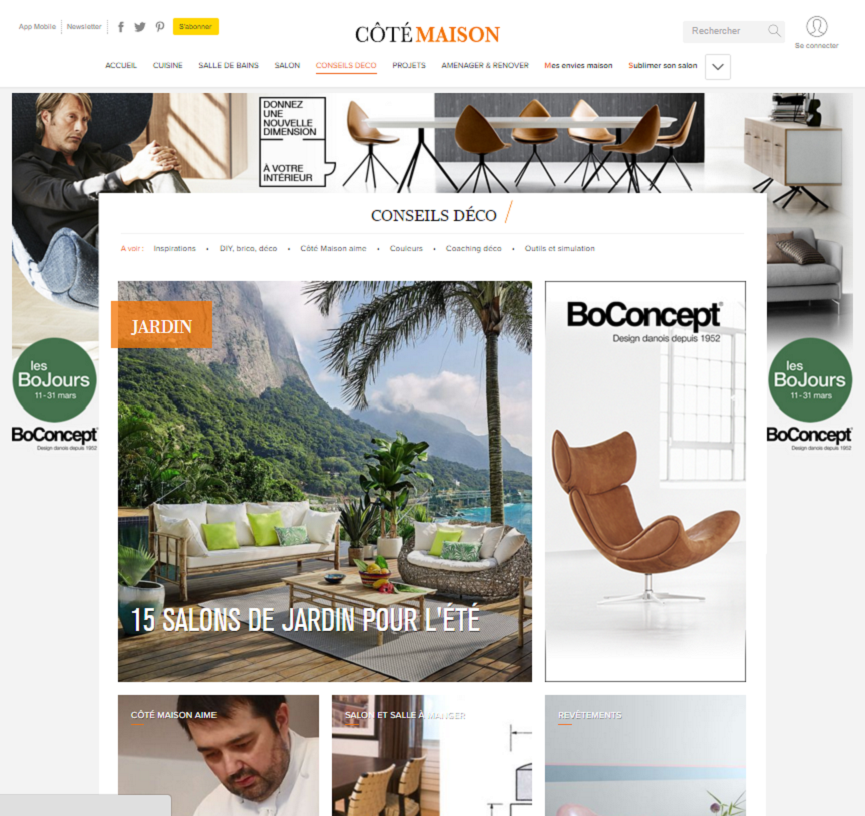 App Mobile
Newsletter
S'abonner
CÔTÉ MAISON
Rechercher
Se connecter
ACCUEIL
CUISINE
SALLE DE BAINS
SALON
CONSEILS DECO
PROJETS
AMENAGER & RENOVER
Mes envies maison
Sublimer son salon
DONNEZ
UNE
NOUVELLE
DIMENSION
À VOTRE
INTÉRIEUR
CONSEILS DÉCO
A voir :
Inspirations • DIY, brico, déco • Côté Maison aime • Couleurs • Coaching déco • Outils et simulation
JARDIN
15 SALONS DE JARDIN POUR L'ÉTÉ
BoConcept®
Design danois depuis 1952
les
BoJours
11-31 mars
BoConcept
Design danois depuis 1952
les
BoJours
11-31 mars
BoConcept
Design danois depuis 1952
CÔTÉ MAISON AIME
SALON ET SALLE À MANGER
REVÊTEMENTS